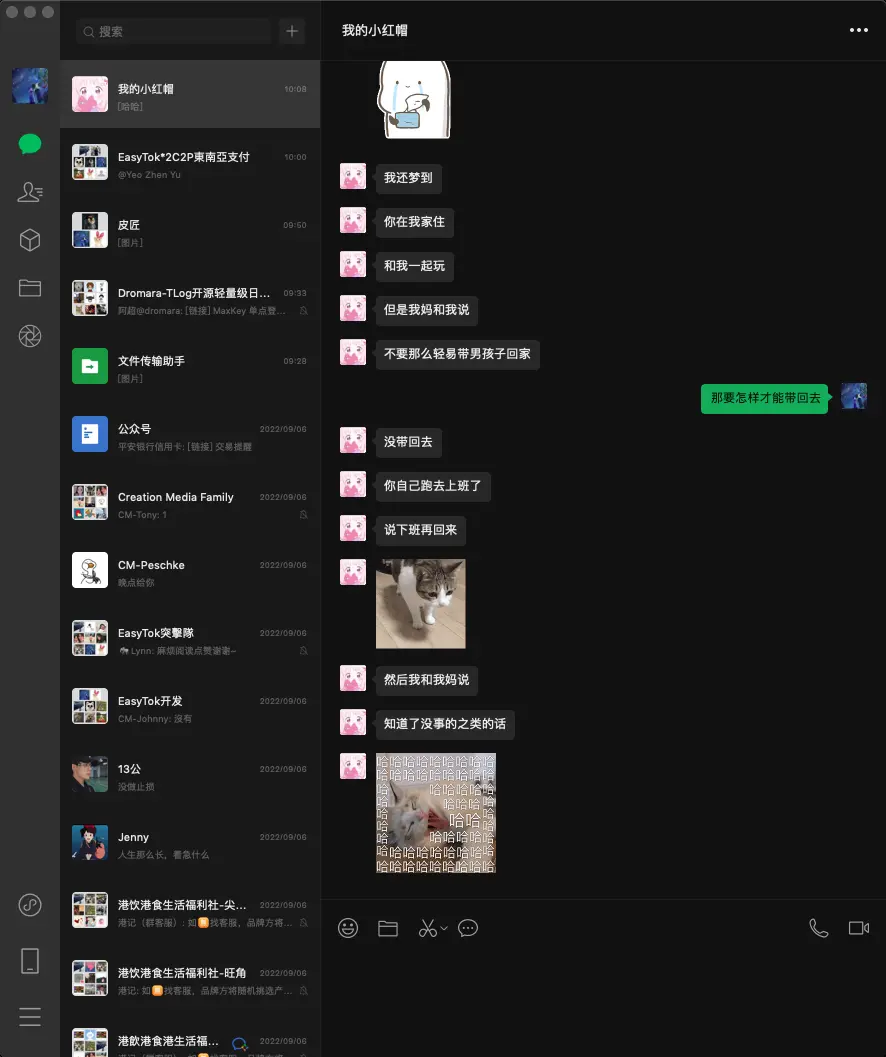 搜索
我的小红帽
10:08
[哈哈]
EasyTok*2C2P東南亞支付
10:00
@Yeo Zhen Yu
皮匠
09:50
[图片]
Dromara-TLog开源轻量级日...
09:33
阿超@dromara: [链接] MaxKey 单点登...
文件传输助手
09:28
[图片]
公众号
2022/09/06
平安银行信用卡: [链接] 交易提醒
Creation Media Family
2022/09/06
CM-Tony: 1
CM-Peschke
2022/09/06
晚点给你
EasyTok突擊隊
2022/09/06
Lynn: 麻烦阅读点赞谢谢~
EasyTok开发
2022/09/06
CM-Johnny: 沒有
13公
2022/09/06
没做止损
Jenny
2022/09/06
人生那么长，着急什么
港饮港食生活福利社-尖...
2022/09/06
港记（群客服）: 如 找客服，品牌方将...
港饮港食生活福利社-旺角
2022/09/06
港记: 如 找客服，品牌方将随机挑选产...
港飲港食港生活福...
2022/09/06
我的小红帽
我还梦到
你在我家住
和我一起玩
但是我妈和我说
不要那么轻易带男孩子回家
那要怎样才能带回去
没带回去
你自己跑去上班了
说下班再回来
然后我和我妈说
知道了没事的之类的话
哈哈哈哈哈哈哈哈哈
哈哈哈哈哈哈哈哈哈
哈哈哈哈哈哈
哈哈哈哈哈
哈哈哈哈
哈哈哈哈哈哈
哈哈哈哈哈哈哈哈哈
哈哈哈哈哈哈哈哈哈